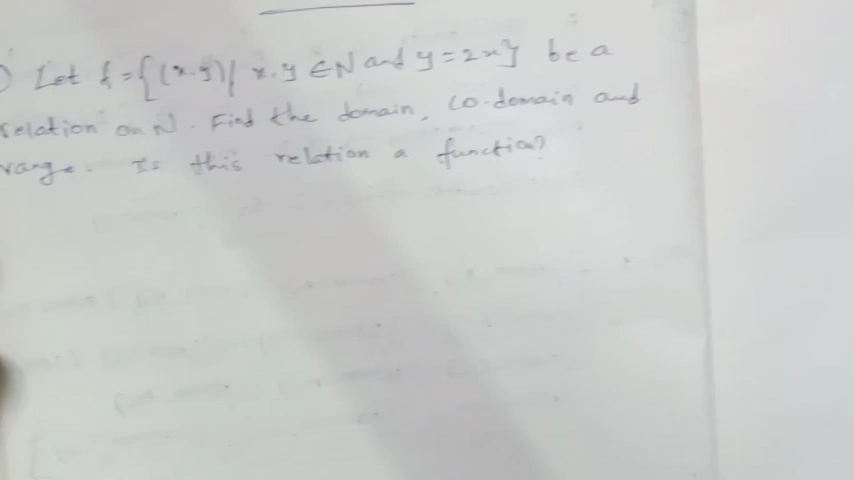 ) Let f = {(x, y) | x, y ∈ N and y = 2x} be a
relation on N. Find the domain, co-domain and
range. Is this relation a function?